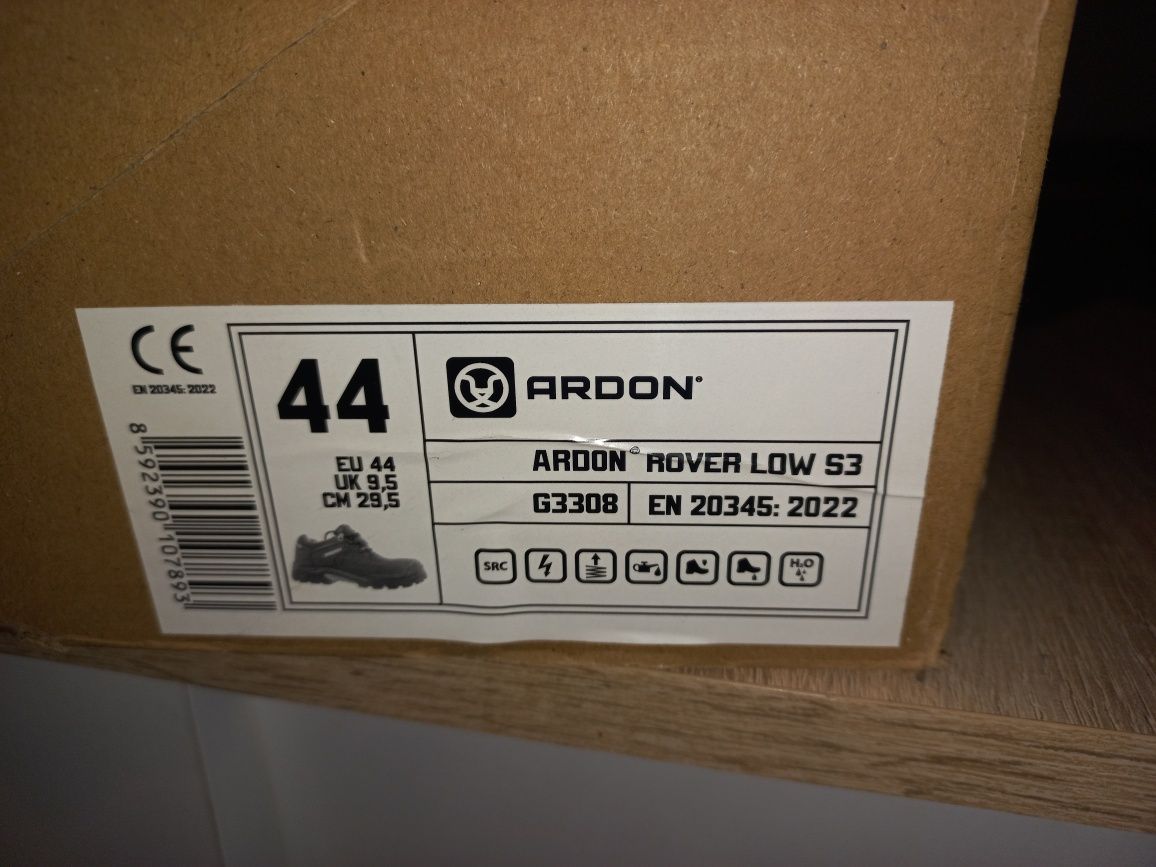 CE
EN 20345: 2022
8 592390 107893
44
EU 44
UK 9,5
CM 29,5
ARDON®
ARDON® ROVER LOW S3
G3308
EN 20345: 2022
SRC
H₂O